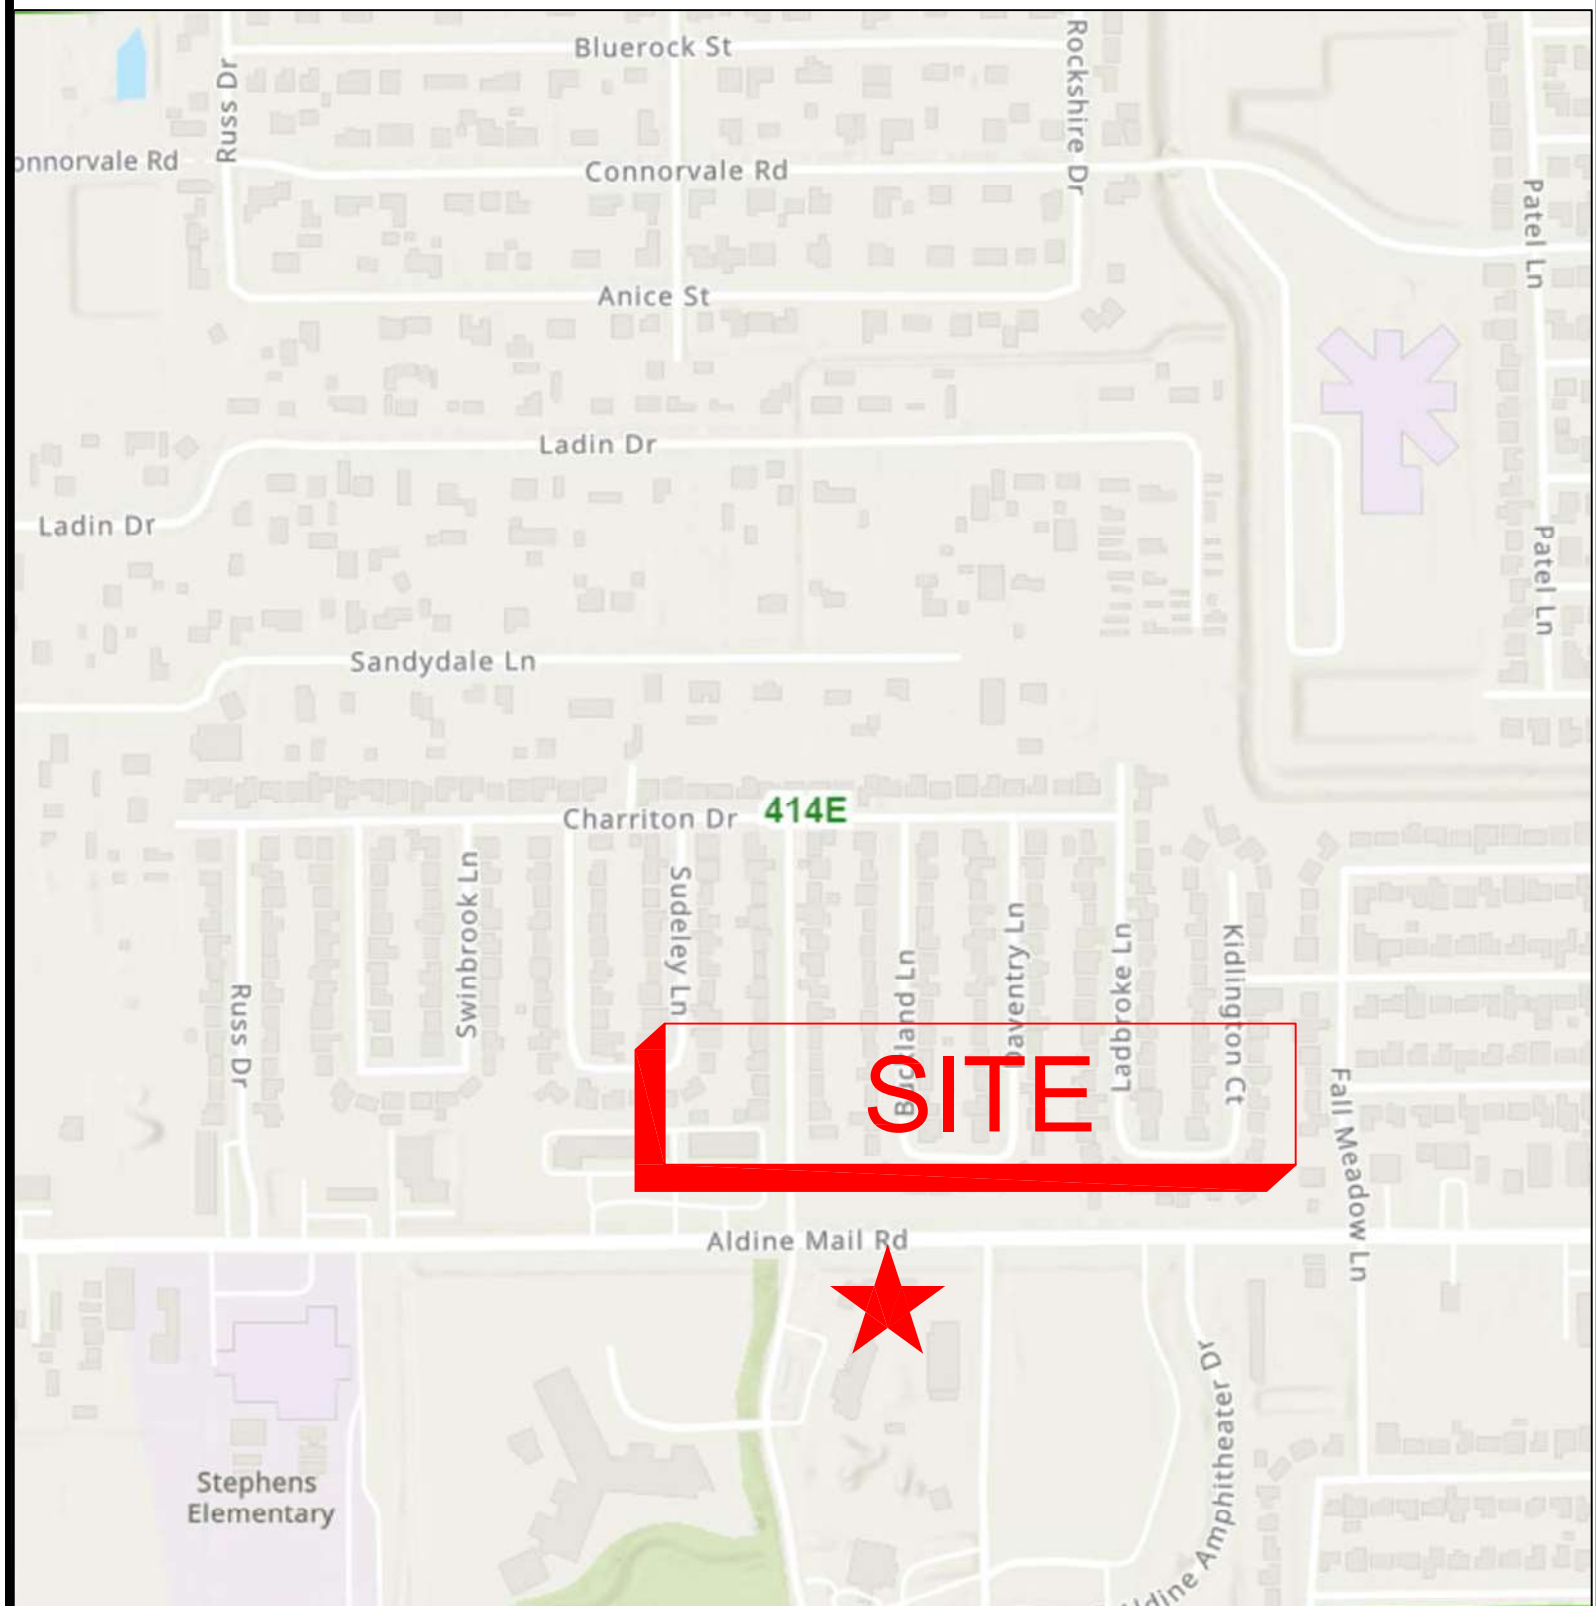 Bluerock St
Russ Dr
Rockshire Dr
onnorvale Rd
Connorvale Rd
Patel Ln
Anice St
Ladin Dr
Ladin Dr
Patel Ln
Sandydale Ln
Charriton Dr
414E
Swinbrook Ln
Sudeley Ln
Buckland Ln
Daventry Ln
Ladbroke Ln
Kidlington Ct
Russ Dr
SITE
Fall Meadow Ln
Aldine Mail Rd
Aldine Amphitheater Dr
Stephens
Elementary